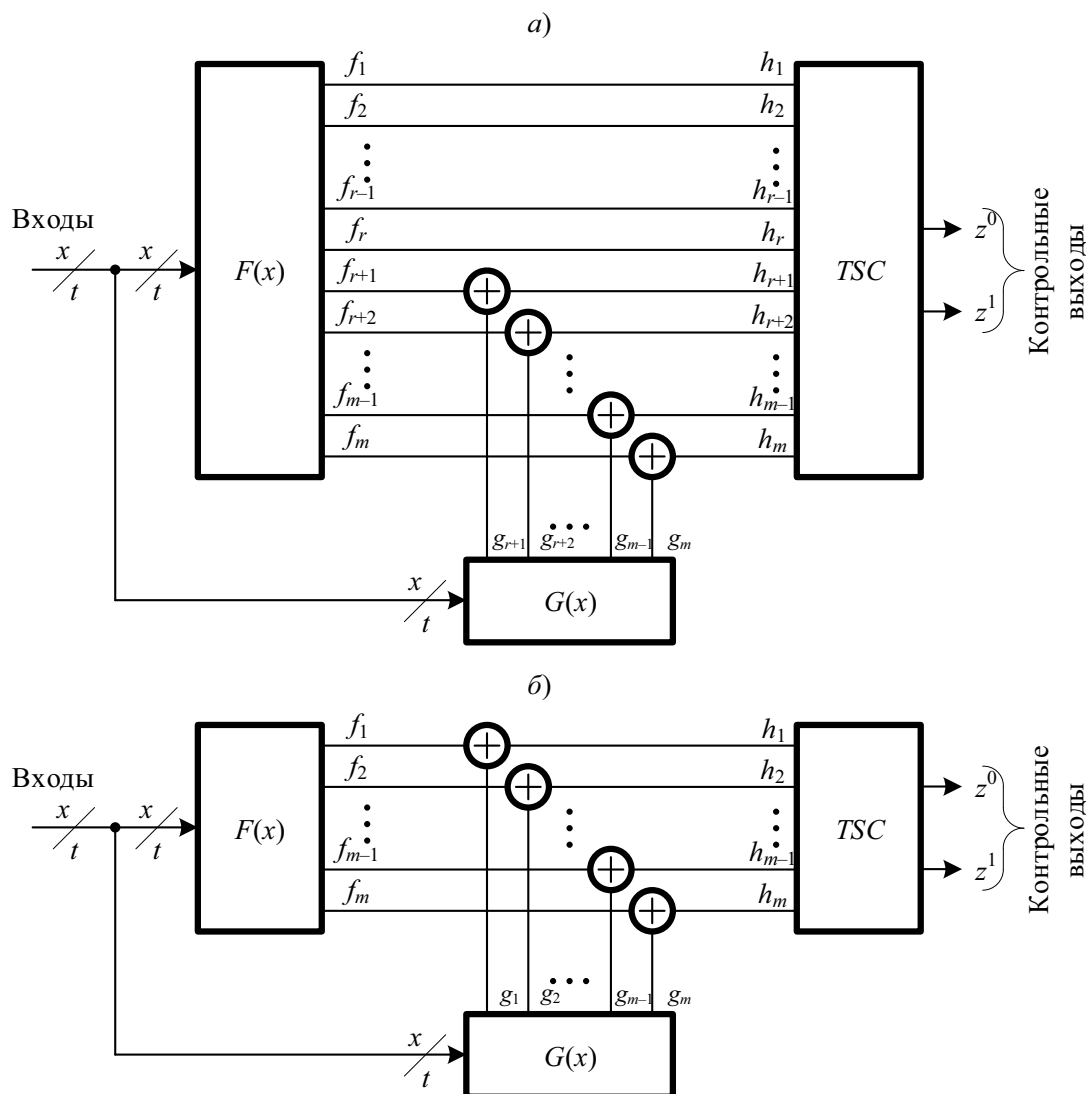 а)
f1
h1
f2
h2
fr–1
hr–1
Входы
fr
hr
z0
x
x
F(x)
fr+1
hr+1
TSC
t
t
fr+2
hr+2
z1
Контрольные
выходы
fm–1
hm–1
fm
hm
gr+1
gr+2
gm–1
gm
x
G(x)
t
б)
f1
h1
Входы
f2
h2
z0
x
x
F(x)
TSC
t
t
fm–1
hm–1
z1
Контрольные
выходы
fm
hm
g1
g2
gm–1
gm
x
G(x)
t